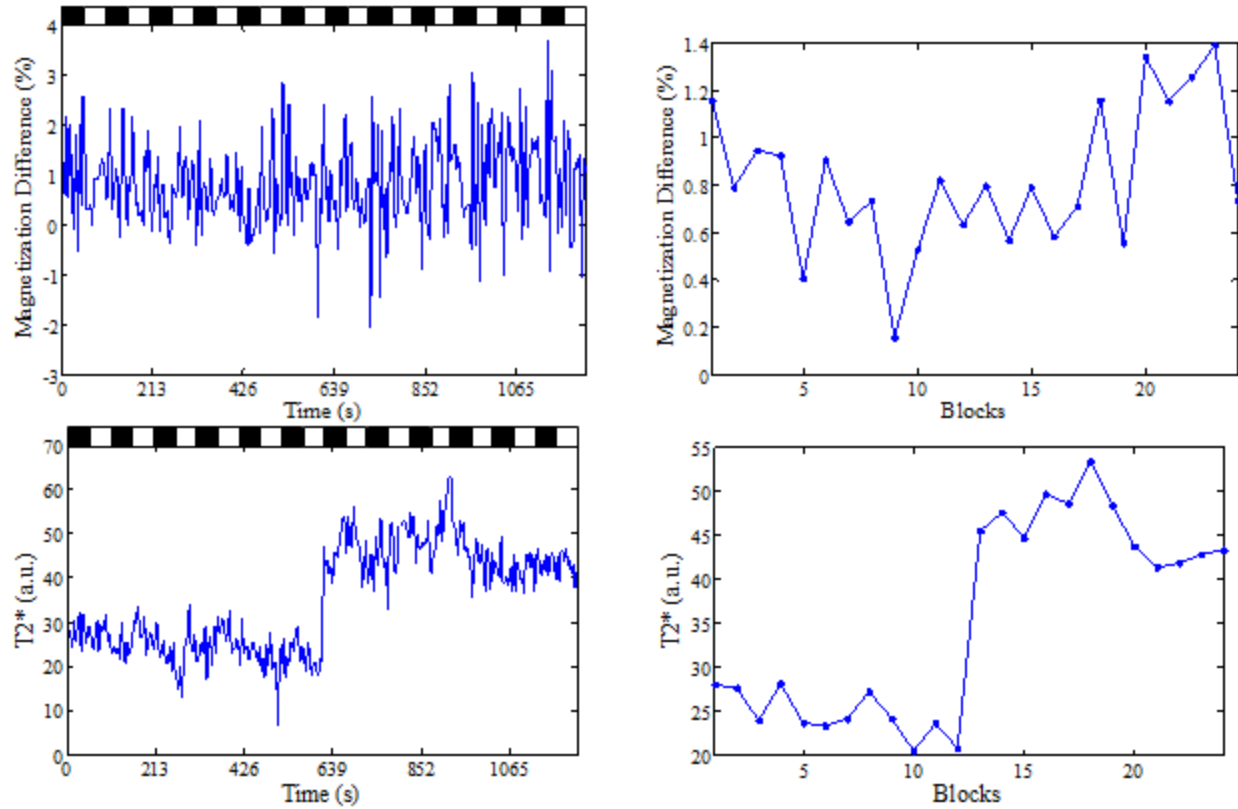 Magnetization Difference (%)
4
3
2
1
0
-1
-2
-3
0 213 426 639 852 1065
Time (s)
Magnetization Difference (%)
1.4
1.2
1
0.8
0.6
0.4
0.2
0
5 10 15 20
Blocks
T2* (a.u.)
70
60
50
40
30
20
10
0
0 213 426 639 852 1065
Time (s)
T2* (a.u.)
55
50
45
40
35
30
25
20
5 10 15 20
Blocks